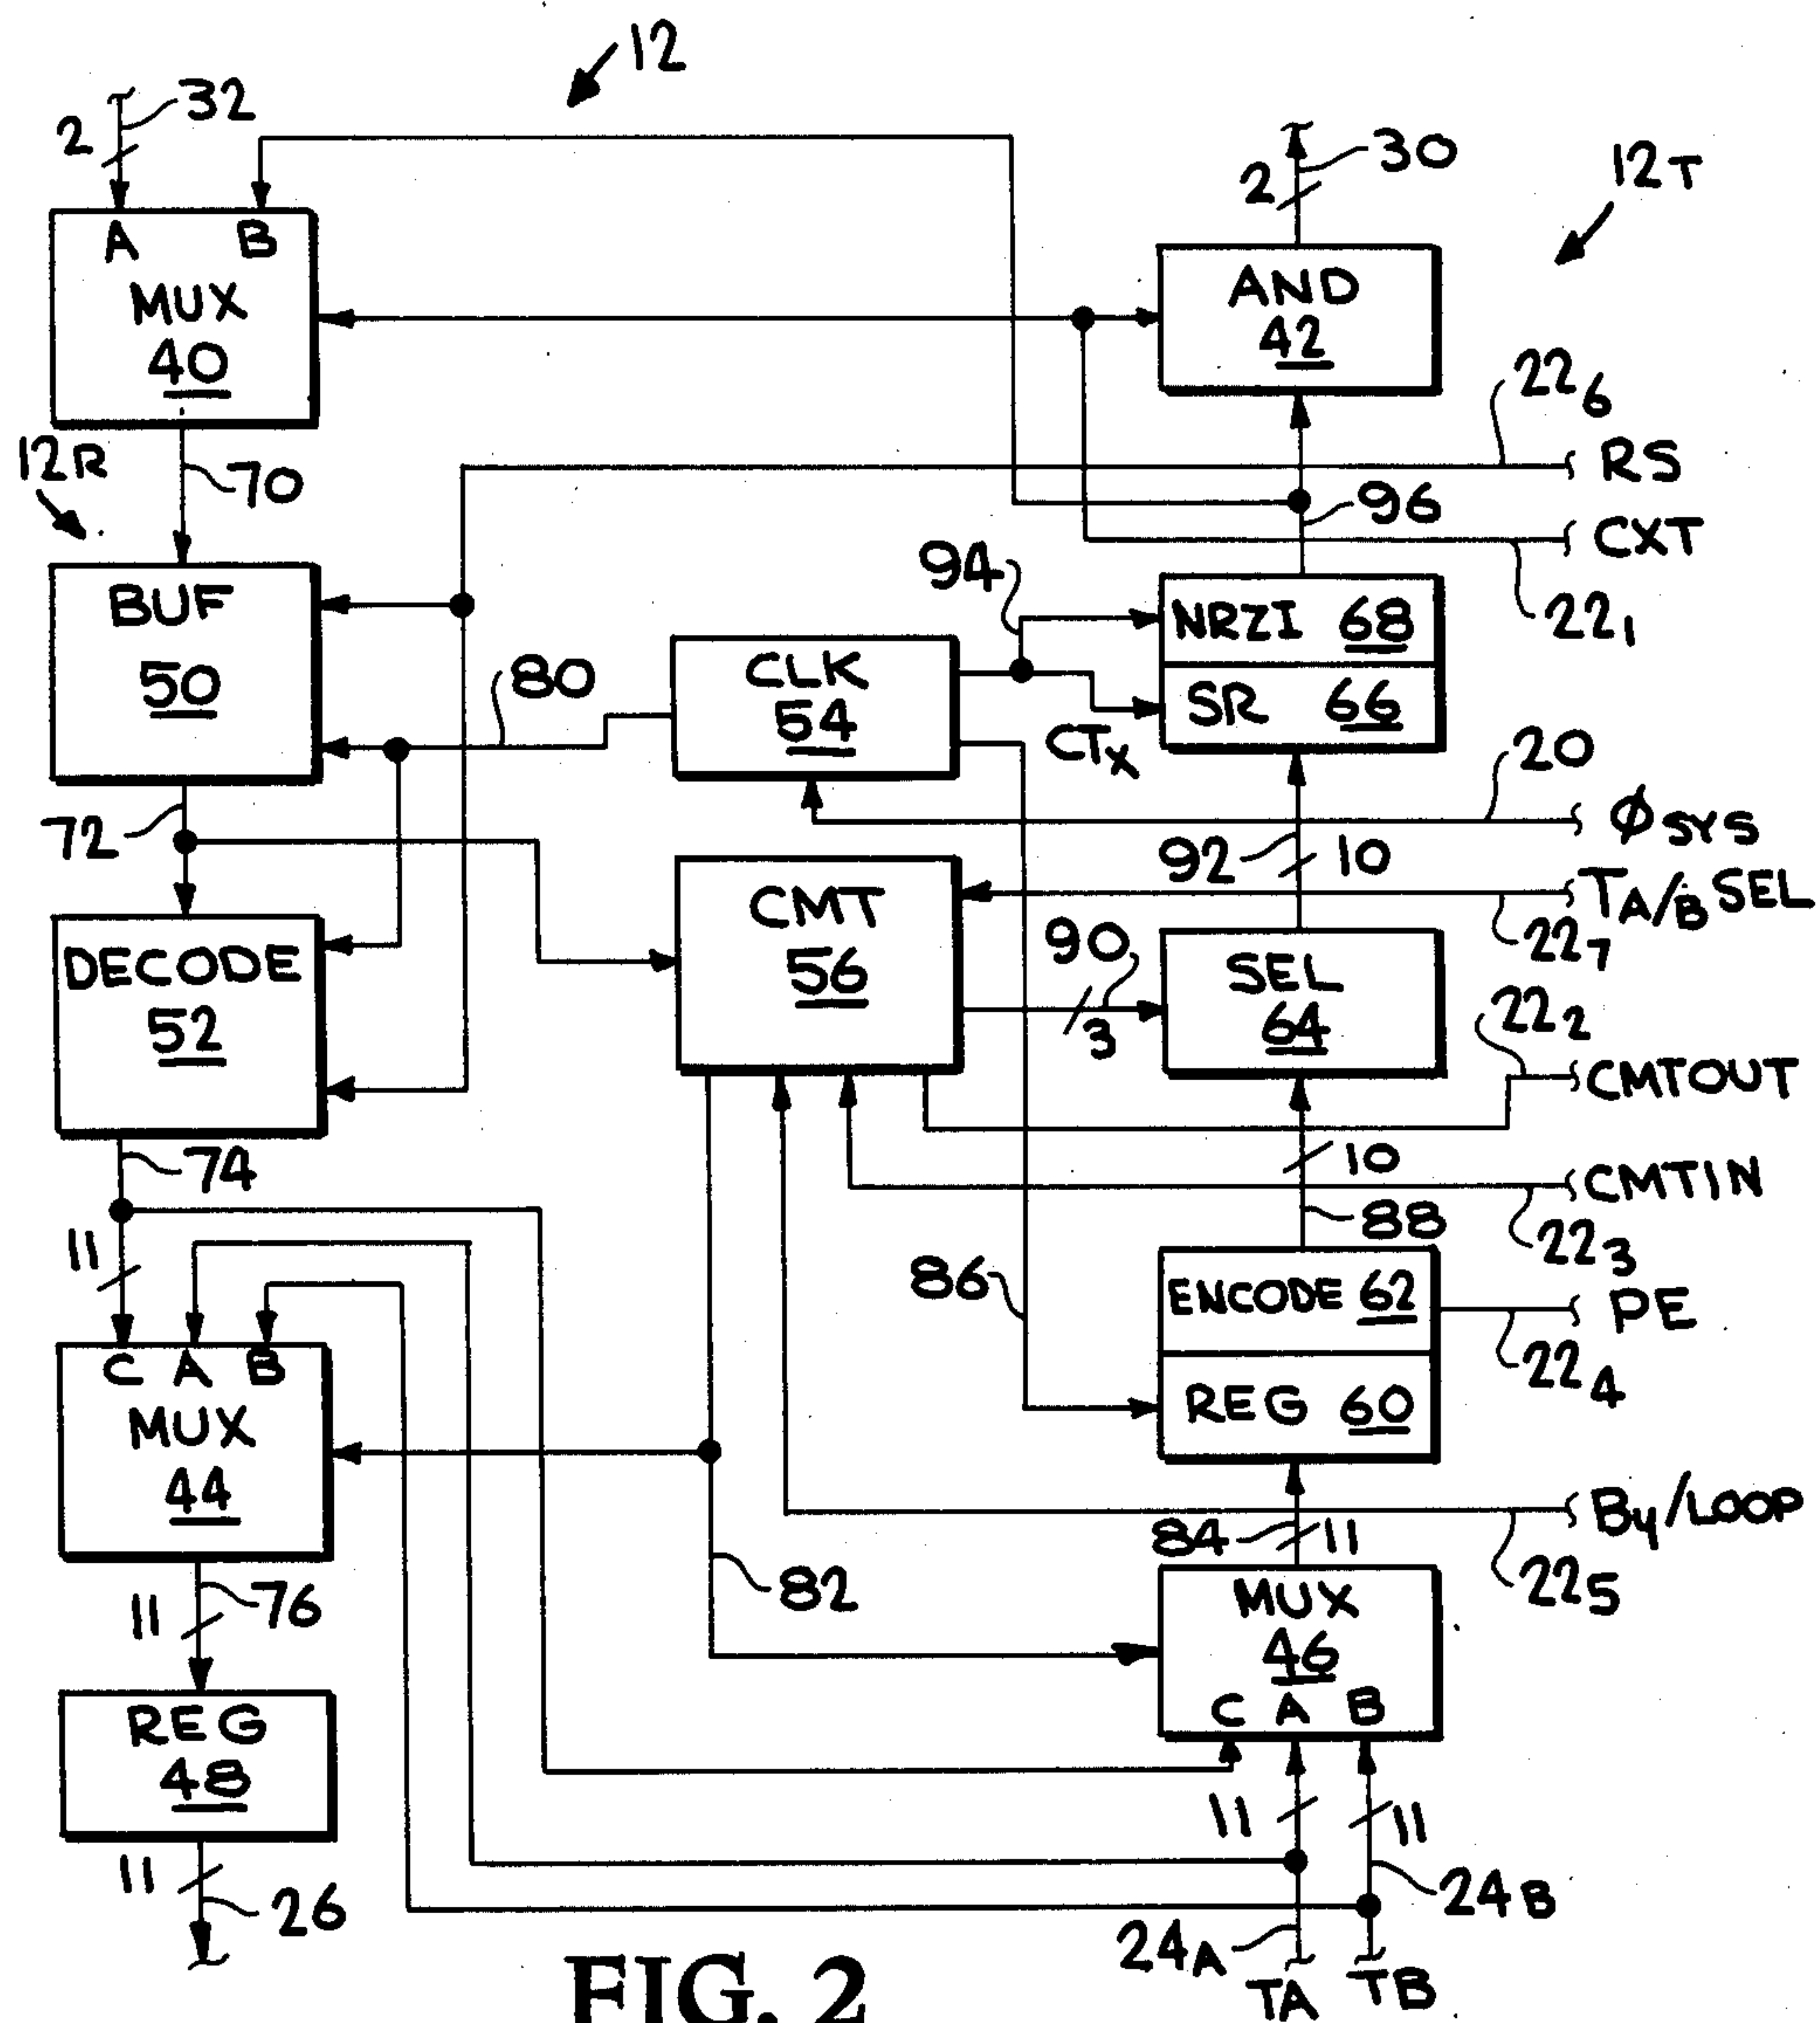 12
32
2
30
2
12T
A B
MUX
40
AND
42
226
RS
12R
70
96
CXT
221
94
BUF
50
80
CLK
54
NRZI 68
SR 66
CTX
20
ΦSYS
72
92
10
TA/B SEL
227
CMT
56
90
3
SEL
64
DECODE
52
222
CMTOUT
74
10
CMTIN
223
88
11
86
ENCODE 62
REG 60
PE
224
C A B
MUX
44
84
11
By/LOOP
225
82
76
11
MUX
46
C A B
REG
48
11
11
11
26
24B
24A
TA
TB
FIG. 2